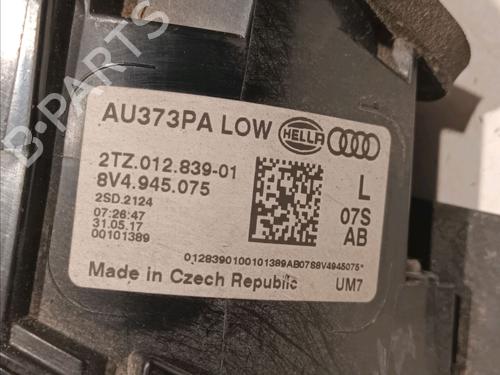 B-PARTS
AU373PA LOW HELLA
2TZ.012.839-01
8V4.945.075
2SD.2124
07:26:47
31.05.17
00101389
L
07S
AB
0128390100101389AB07S8V4945075*
Made in Czech Republic UM7